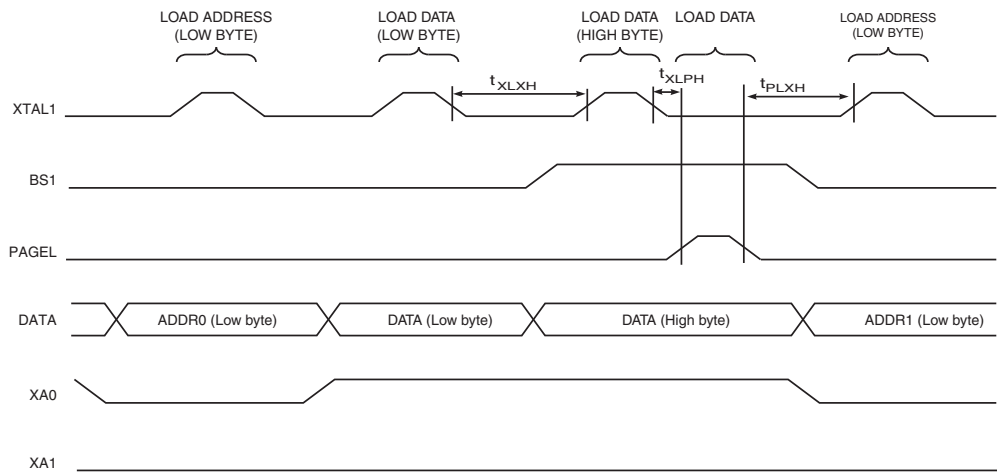 LOAD ADDRESS
(LOW BYTE)
LOAD DATA
(LOW BYTE)
LOAD DATA
(HIGH BYTE)
LOAD DATA
LOAD ADDRESS
(LOW BYTE)
tXLXH
tXLPH
tPLXH
XTAL1
BS1
PAGEL
DATA
ADDR0 (Low byte)
DATA (Low byte)
DATA (High byte)
ADDR1 (Low byte)
XA0
XA1